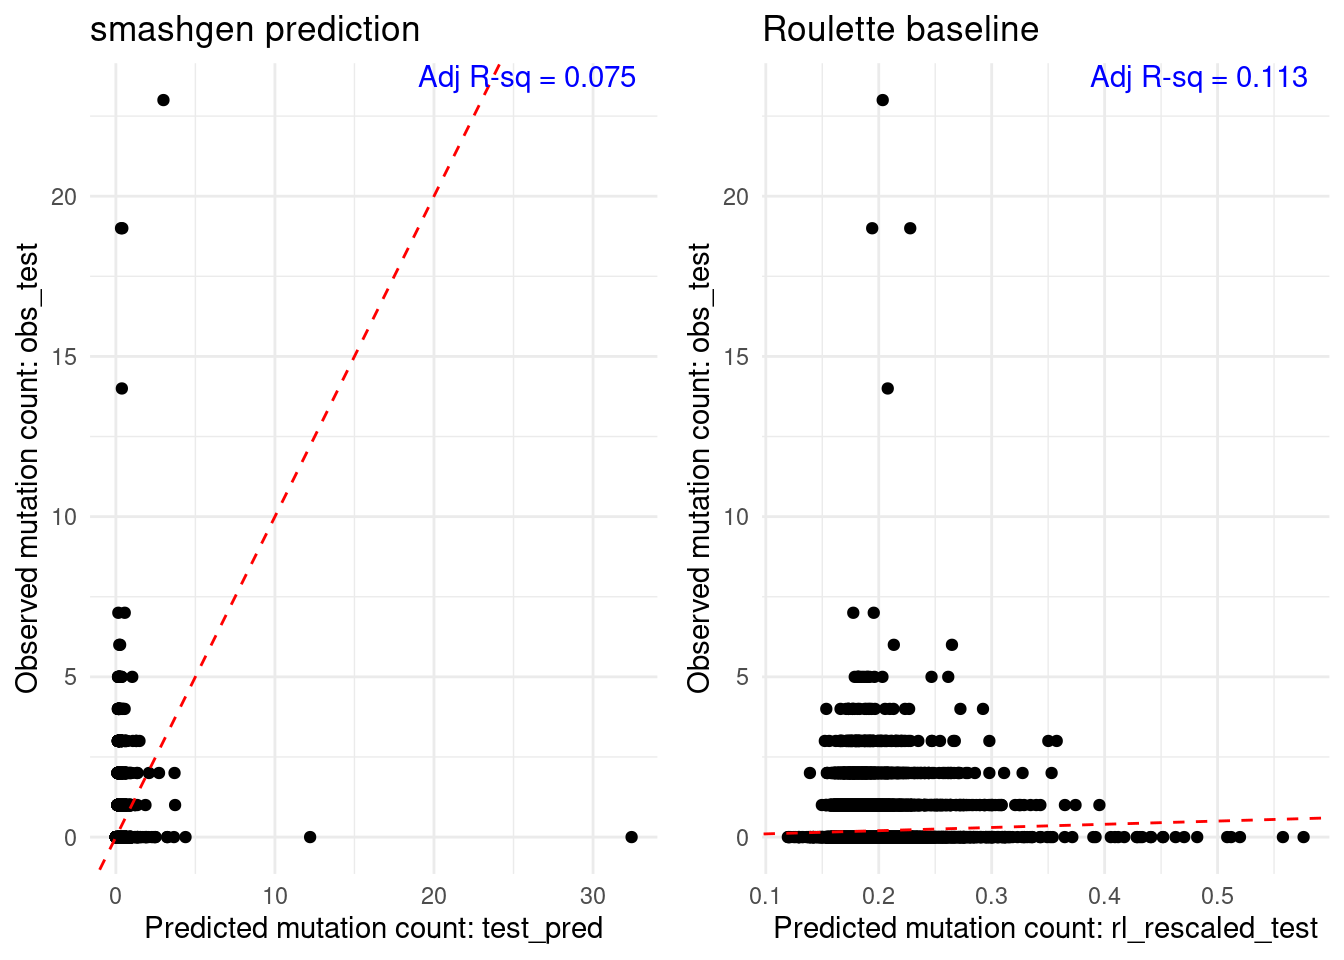 smashgen prediction
Adj R-sq = 0.075
Observed mutation count: obs_test
20
15
10
5
0
0
10
20
30
Predicted mutation count: test_pred
Roulette baseline
Adj R-sq = 0.113
Observed mutation count: obs_test
20
15
10
5
0
0.1
0.2
0.3
0.4
0.5
Predicted mutation count: rl_rescaled_test